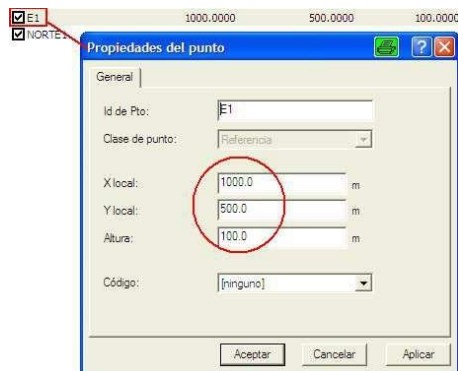 E1 1000.0000 500.0000 100.0000
NORTE1
Propiedades del punto
General
Id de Pto: E1
Clase de punto: Referencia
X local: 1000.0 m
Y local: 500.0 m
Altura: 100.0 m
Código: [ninguno]
Aceptar Cancelar Aplicar